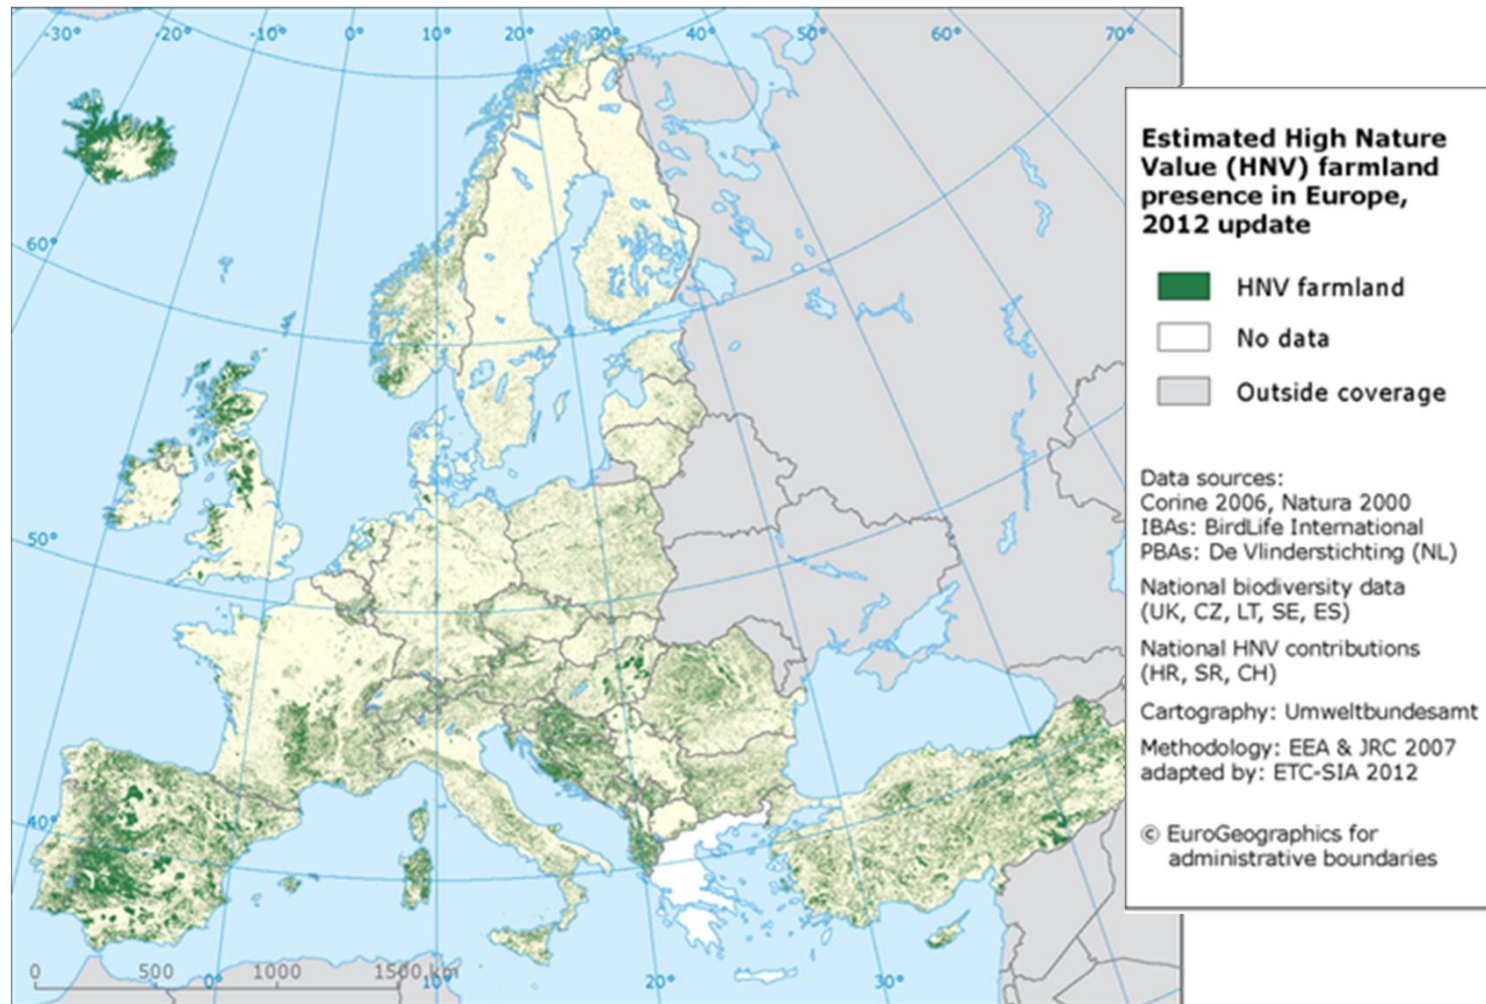 -30°
-20°
-10°
0°
10°
20°
30°
40°
50°
60°
70°
60°
50°
40°
0
500
1000
1500 km
0°
10°
20°
30°
Estimated High Nature
Value (HNV) farmland
presence in Europe,
2012 update
HNV farmland
No data
Outside coverage
Data sources:
Corine 2006, Natura 2000
IBAs: BirdLife International
PBAs: De Vlinderstichting (NL)
National biodiversity data
(UK, CZ, LT, SE, ES)
National HNV contributions
(HR, SR, CH)
Cartography: Umweltbundesamt
Methodology: EEA & JRC 2007
adapted by: ETC-SIA 2012
© EuroGeographics for
administrative boundaries